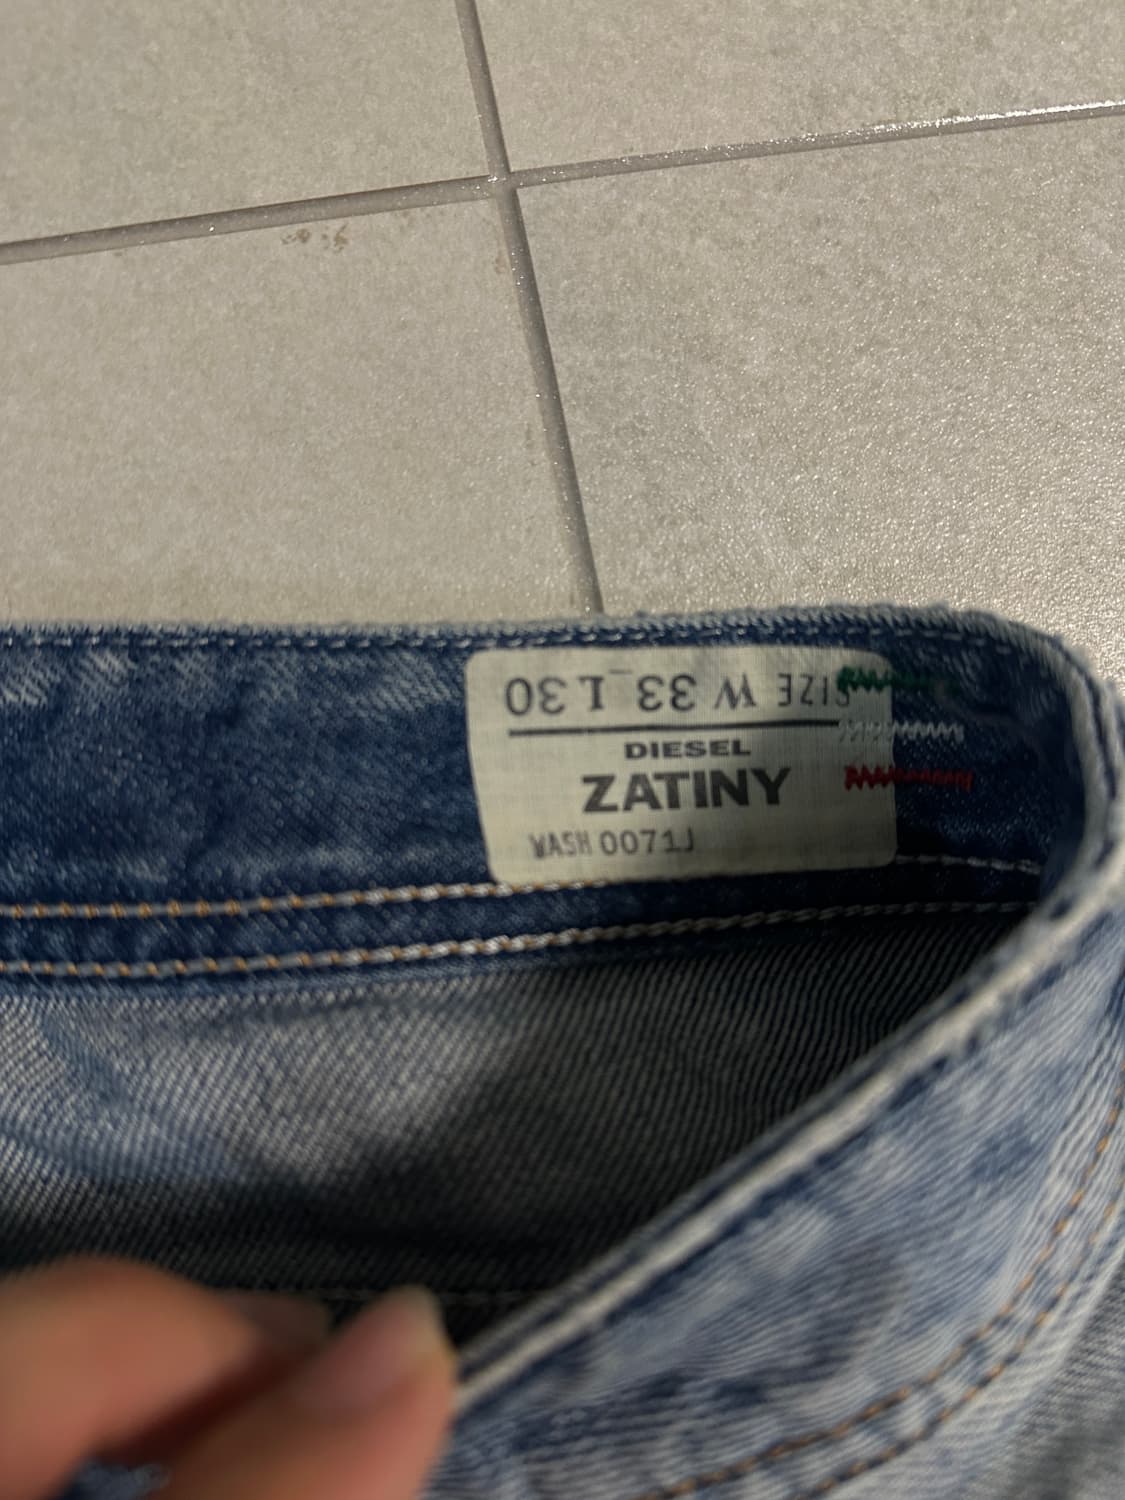 SIZE W 33 L 30
DIESEL
ZATINY
WASH 0071J